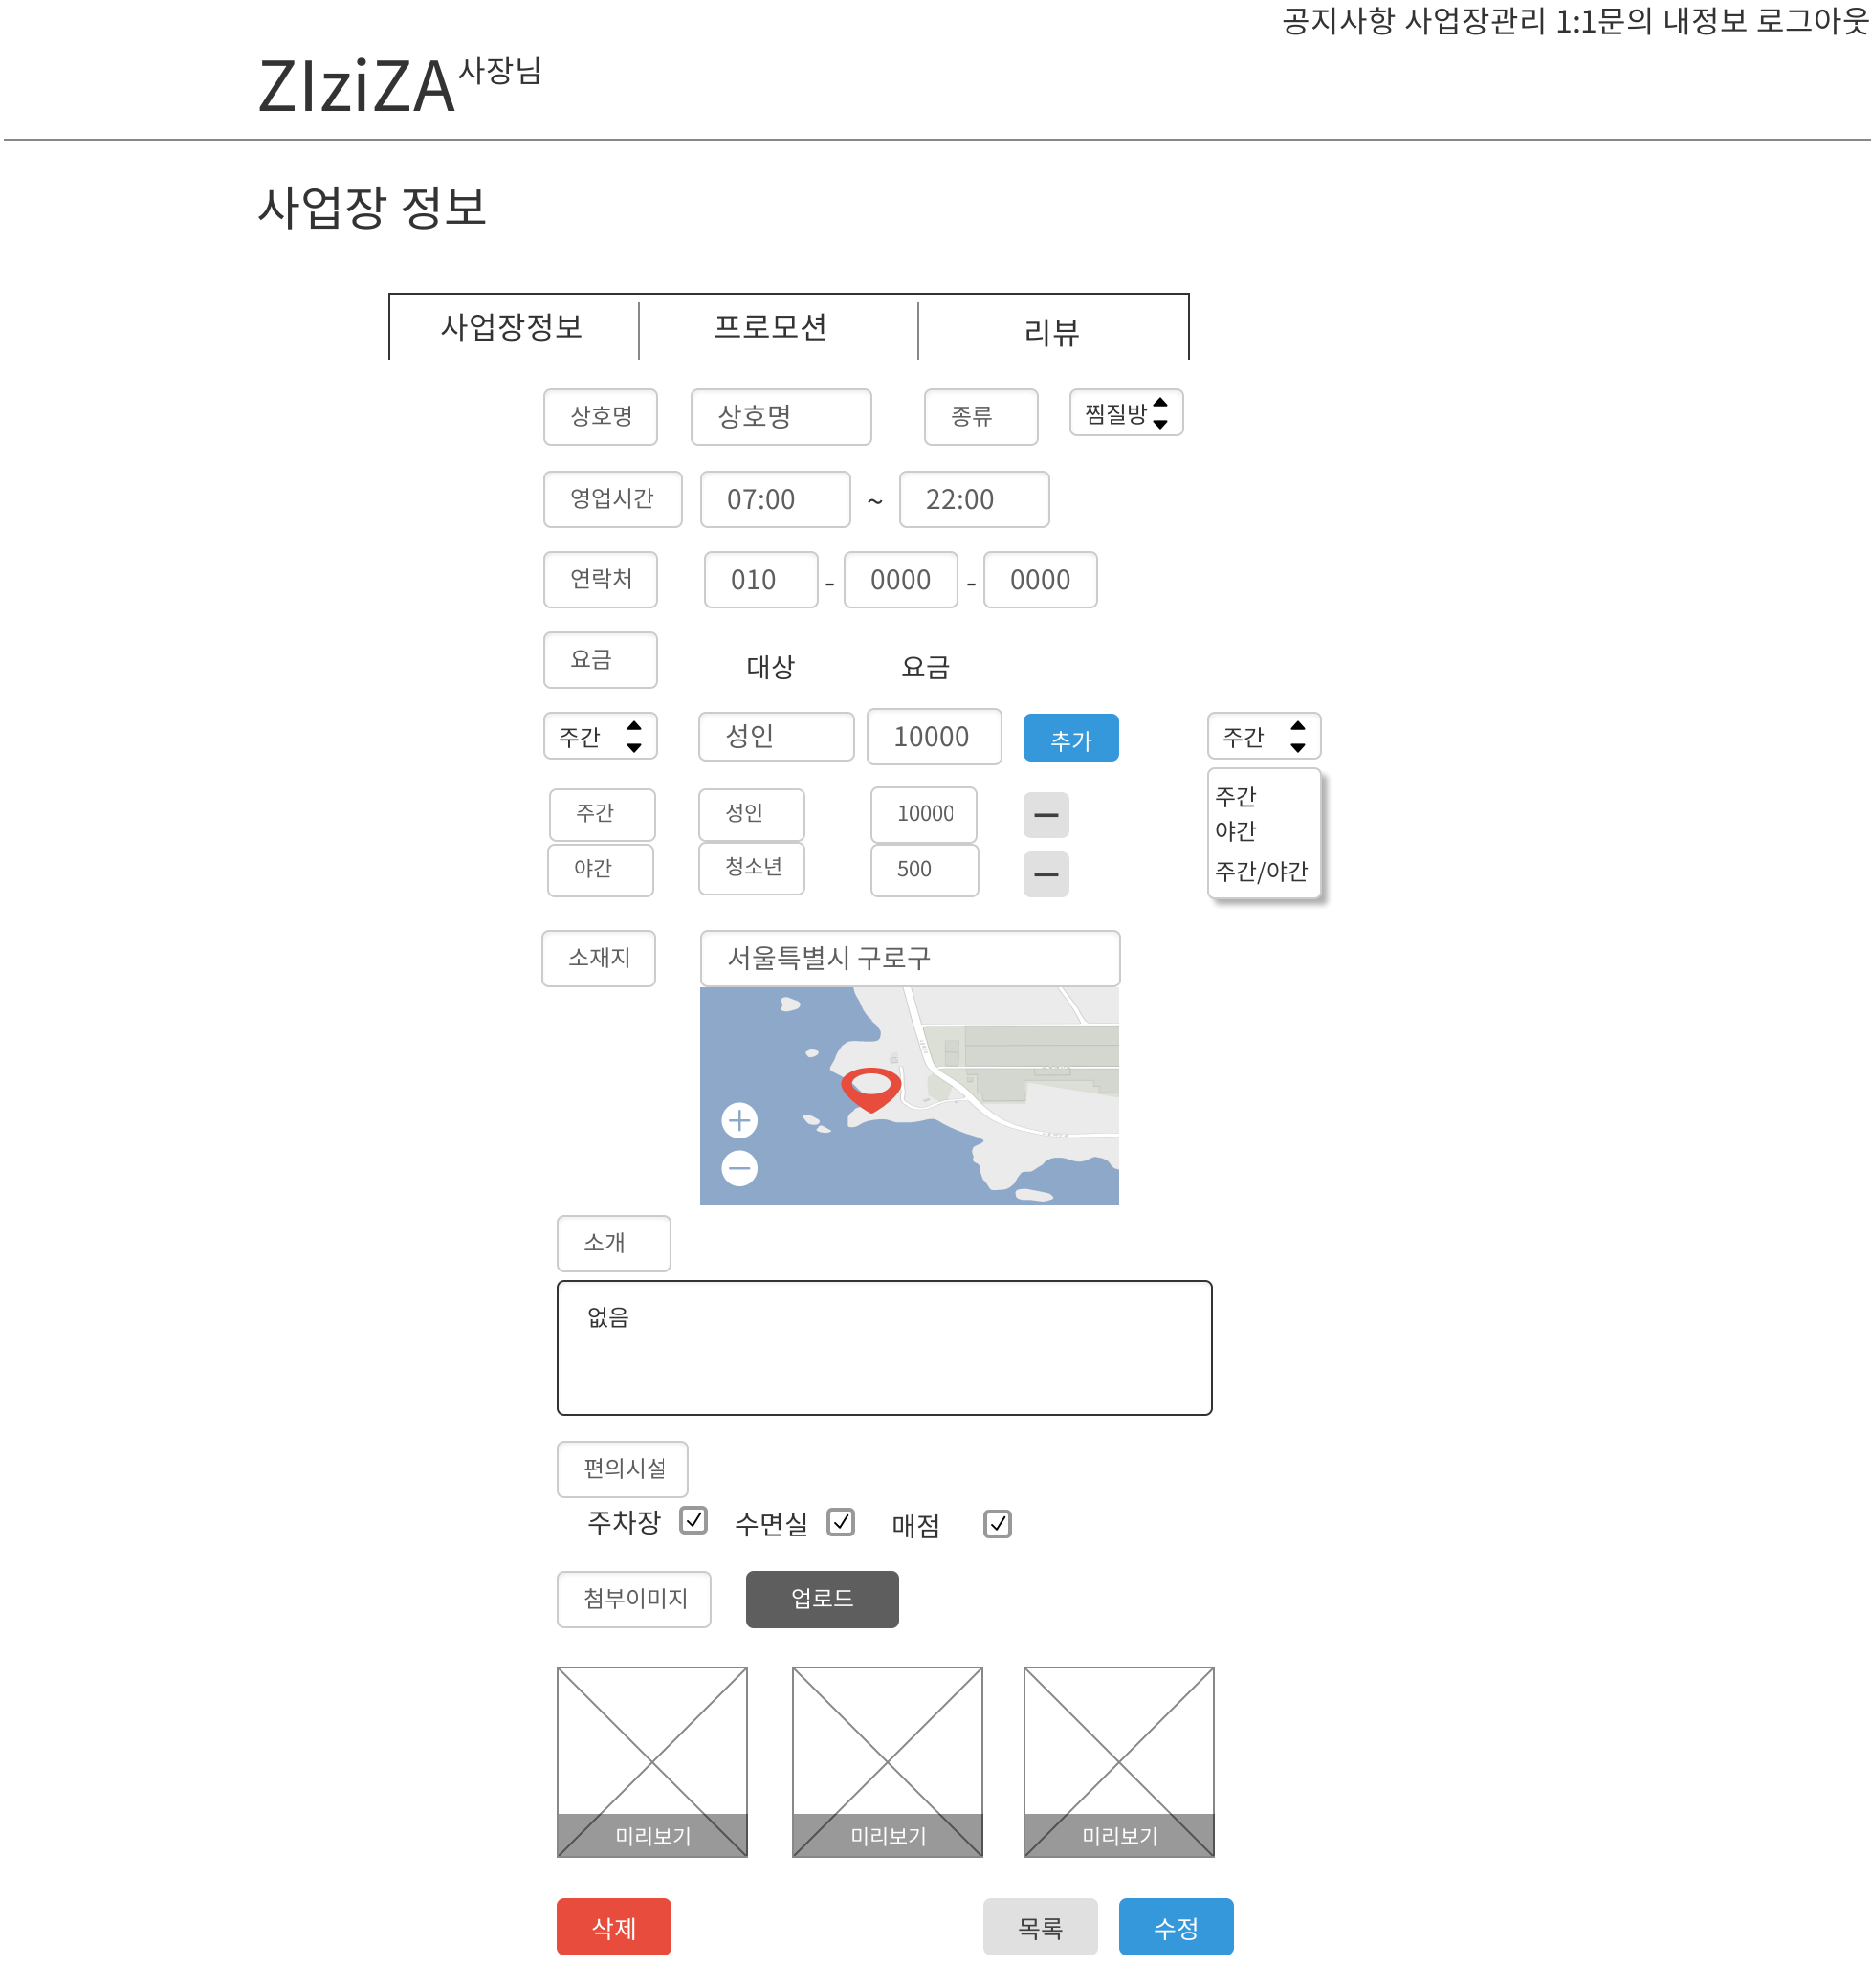 공지사항 사업장관리 1:1문의 내정보 로그아웃
ZIziZA 사장님
사업장 정보
사업장정보 프로모션 리뷰
상호명 상호명 종류 찜질방
영업시간 07:00 ~ 22:00
연락처 010 - 0000 - 0000
요금 대상 요금
주간 성인 10000 추가 주간
주간
야간
주간/야간
주간 성인 10000
야간 청소년 500
소재지 서울특별시 구로구
소개
없음
편의시설
주차장 수면실 매점
첨부이미지 업로드
미리보기 미리보기 미리보기
삭제 목록 수정